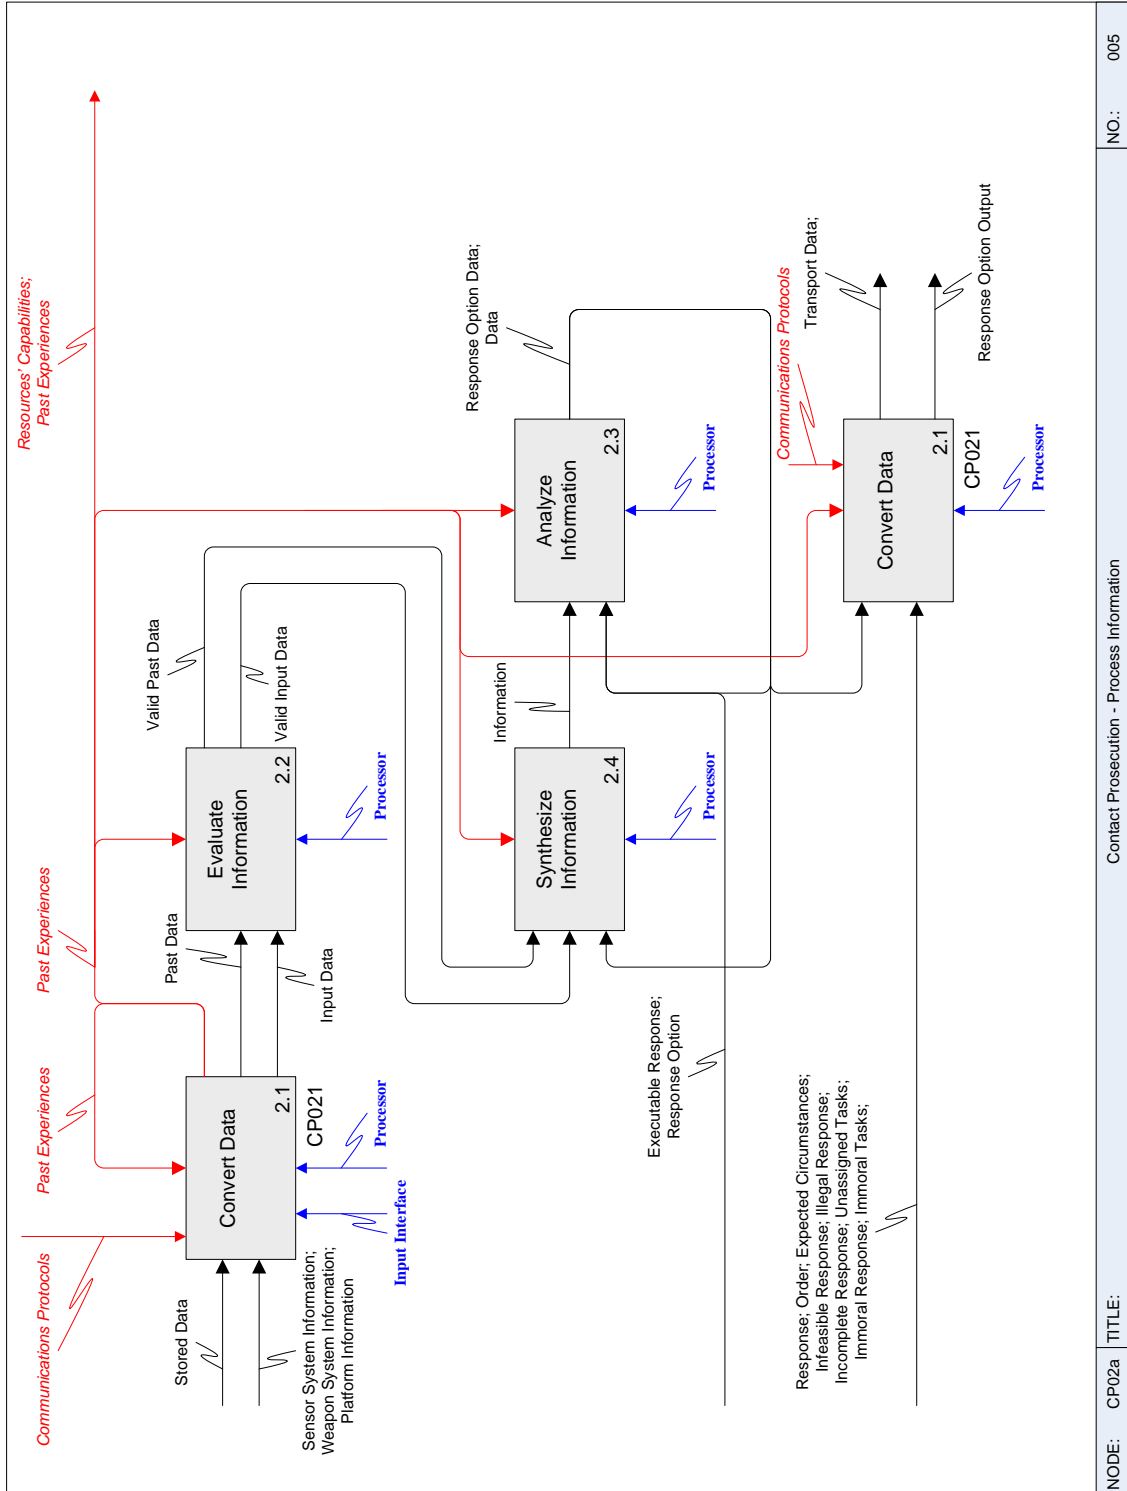 Communications Protocols
Past Experiences
Past Experiences
Resources' Capabilities;
Past Experiences
Stored Data
Sensor System Information;
Weapon System Information;
Platform Information
Convert Data
2.1
CP021
Input Interface
Processor
Past Data
Input Data
Evaluate
Information
2.2
Processor
Valid Past Data
Valid Input Data
Synthesize
Information
2.4
Processor
Information
Analyze
Information
2.3
Processor
Response Option Data;
Data
Executable Response;
Response Option
Communications Protocols
Convert Data
2.1
CP021
Processor
Transport Data;
Response Option Output
Response; Order; Expected Circumstances;
Infeasible Response; Illegal Response;
Incomplete Response; Unassigned Tasks;
Immoral Response; Immoral Tasks;
NODE: CP02a TITLE: Contact Prosecution - Process Information NO.: 005